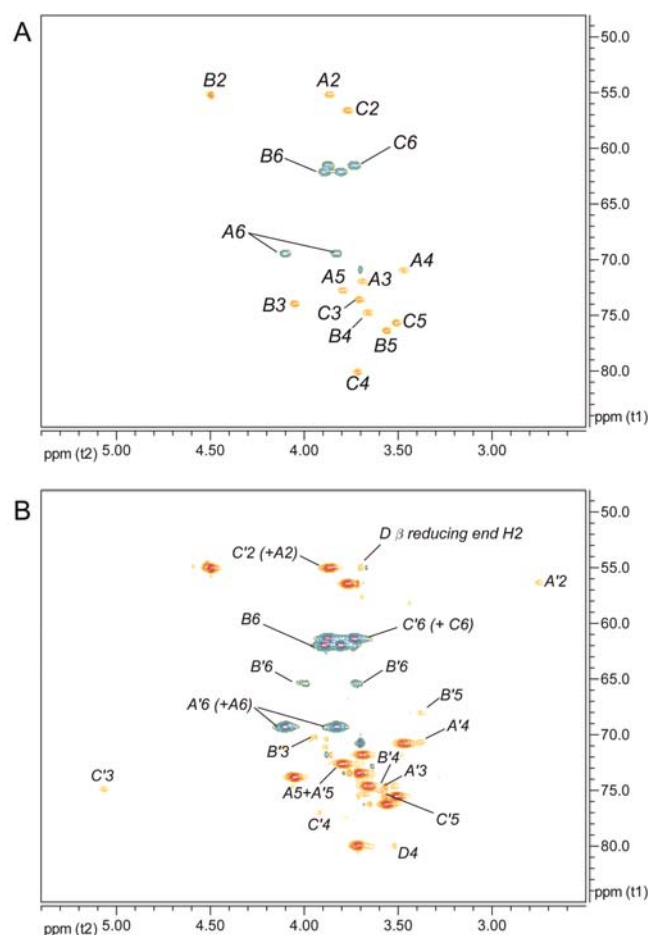 A
B2
A2
C2
B6
C6
A6
A4
A5
A3
B3
C3
B4
C5
B5
C4
50.0
55.0
60.0
65.0
70.0
75.0
80.0
ppm (t1)
ppm (t2)
5.00
4.50
4.00
3.50
3.00
B
D β reducing end H2
C'2 (+A2)
A'2
B6
C'6 (+ C6)
B'6
B'6
B'5
A'6 (+A6)
A'4
B'3
B'4
A'3
C'3
A5+A'5
C'5
C'4
D4
50.0
55.0
60.0
65.0
70.0
75.0
80.0
ppm (t1)
ppm (t2)
5.00
4.50
4.00
3.50
3.00